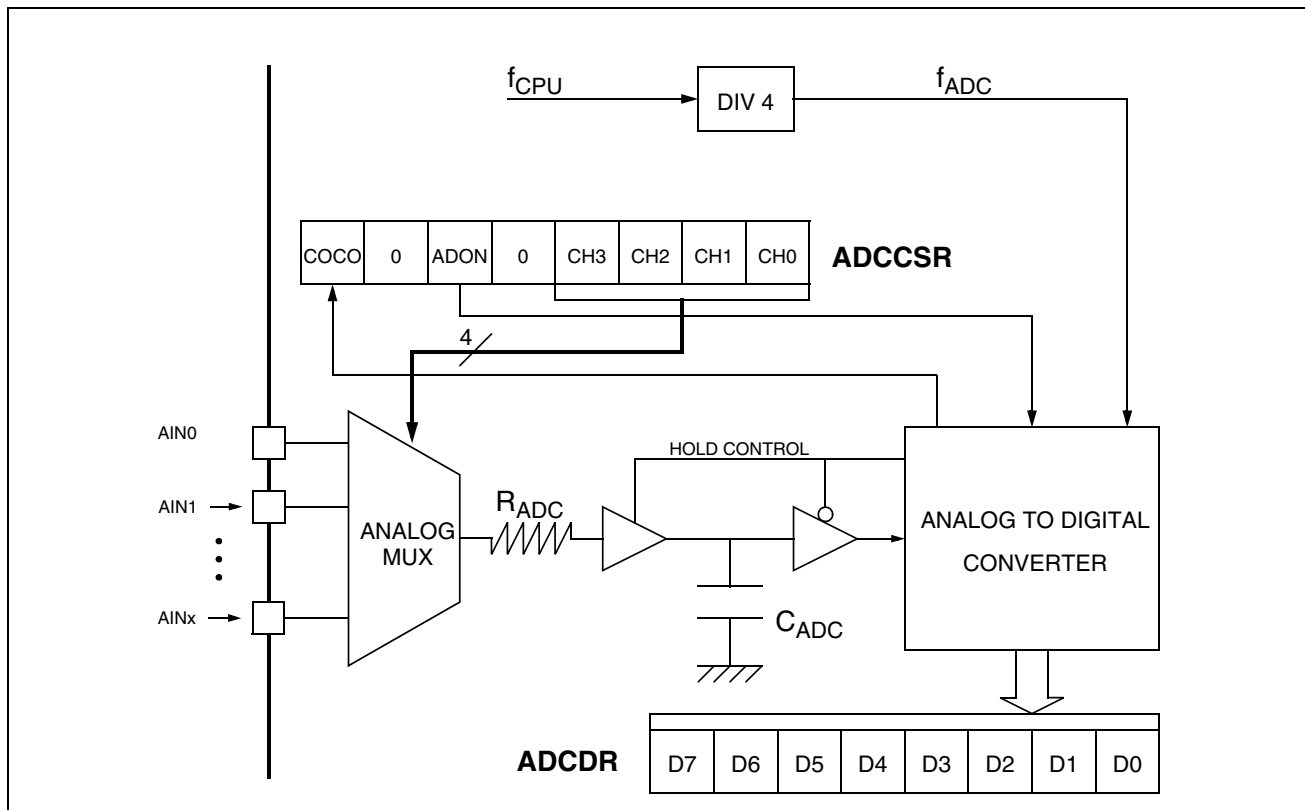 fCPU
DIV 4
fADC
COCO 0 ADON 0 CH3 CH2 CH1 CH0 ADCCSR
4
AIN0
HOLD CONTROL
AIN1
RADC
ANALOG MUX
ANALOG TO DIGITAL
CONVERTER
AINx
CADC
ADCDR D7 D6 D5 D4 D3 D2 D1 D0